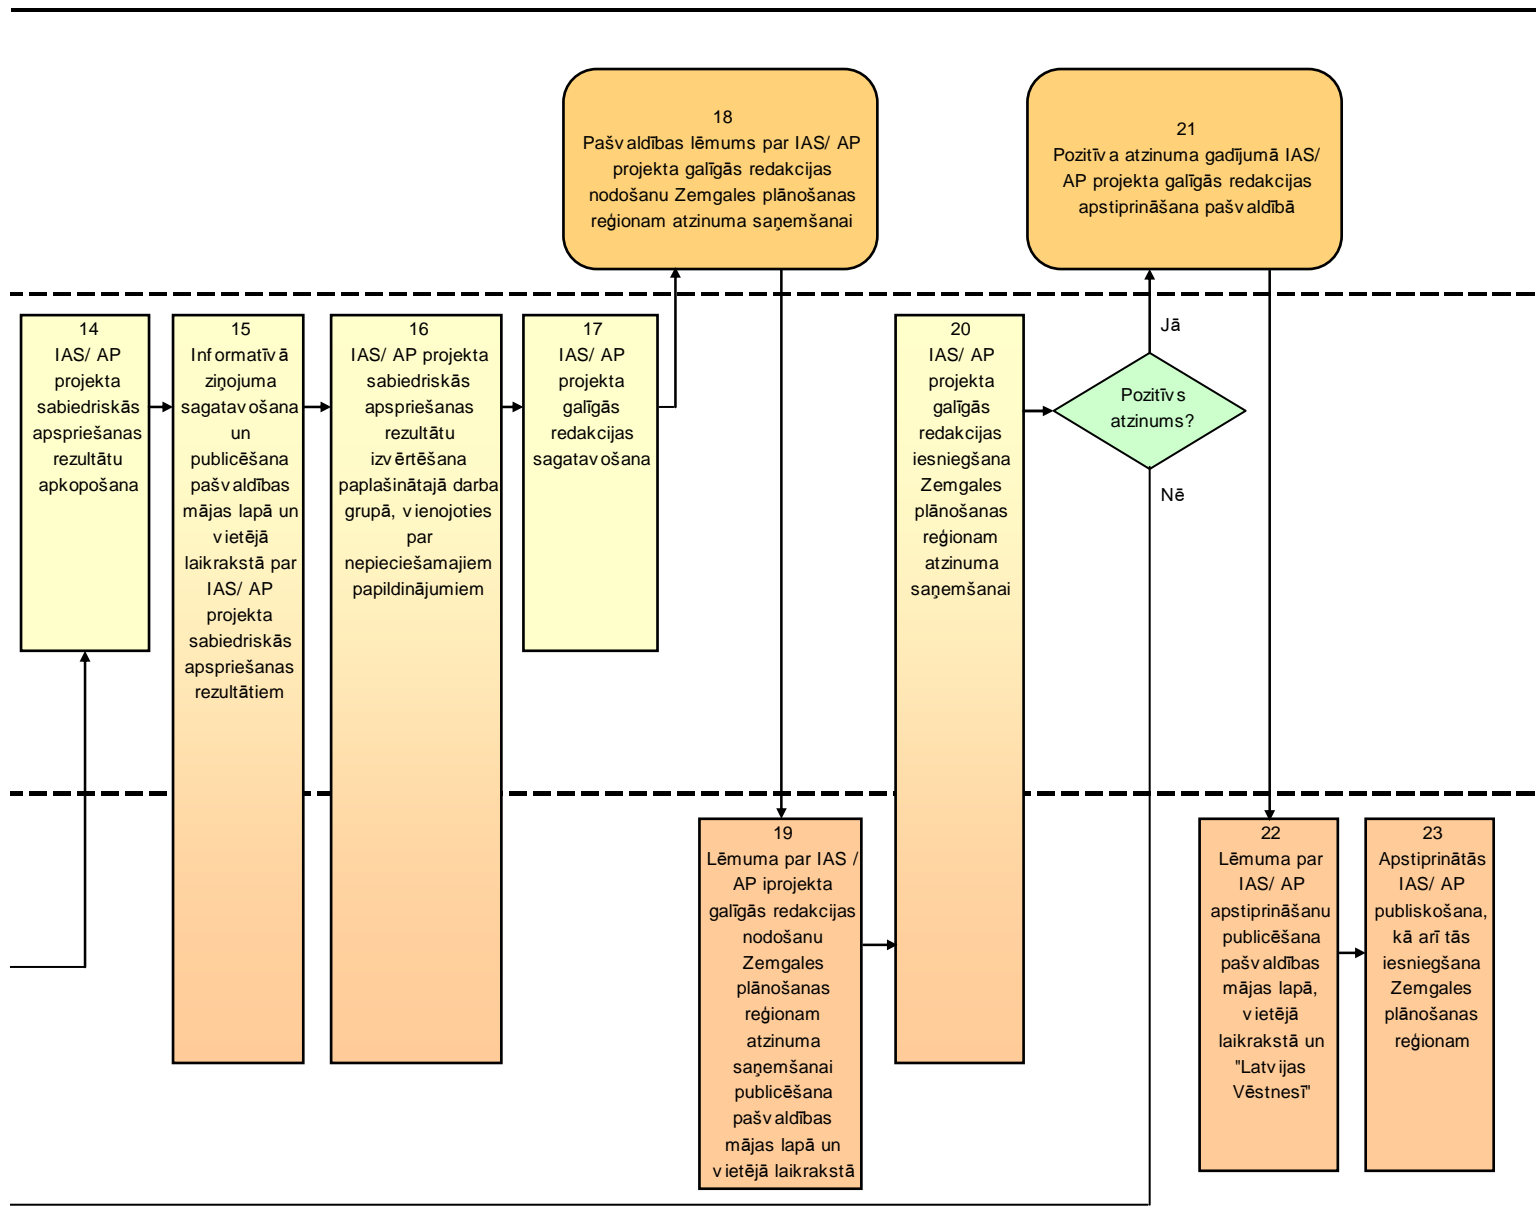 18
Pašvaldības lēmums par IAS/ AP
projekta galīgās redakcijas
nodošanu Zemgales plānošanas
reģionam atzinuma saņemšanai
21
Pozitīva atzinuma gadījumā IAS/
AP projekta galīgās redakcijas
apstiprināšana pašvaldībā
14
IAS/ AP
projekta
sabiedriskās
apspriešanas
rezultātu
apkopošana
15
Informatīvā
ziņojuma
sagatavošana
un
publicēšana
pašvaldības
mājas lapā un
vietējā
laikrakstā par
IAS/ AP
projekta
sabiedriskās
apspriešanas
rezultātiem
16
IAS/ AP projekta
sabiedriskās
apspriešanas
rezultātu
izvērtēšana
paplašinātajā darba
grupā, vienojoties
par
nepieciešamajiem
papildinājumiem
17
IAS/ AP
projekta
galīgās
redakcijas
sagatavošana
20
IAS/ AP
projekta
galīgās
redakcijas
iesniegšana
Zemgales
plānošanas
reģionam
atzinuma
saņemšanai
Jā
Pozitīvs
atzinums?
Nē
19
Lēmuma par IAS /
AP iprojekta
galīgās redakcijas
nodošanu
Zemgales
plānošanas
reģionam
atzinuma
saņemšanai
publicēšana
pašvaldības
mājas lapā un
vietējā laikrakstā
22
Lēmuma par
IAS/ AP
apstiprināšanu
publicēšana
pašvaldības
mājas lapā,
vietējā
laikrakstā un
"Latvijas
Vēstnesī"
23
Apstiprinātās
IAS/ AP
publiskošana,
kā arī tās
iesniegšana
Zemgales
plānošanas
reģionam